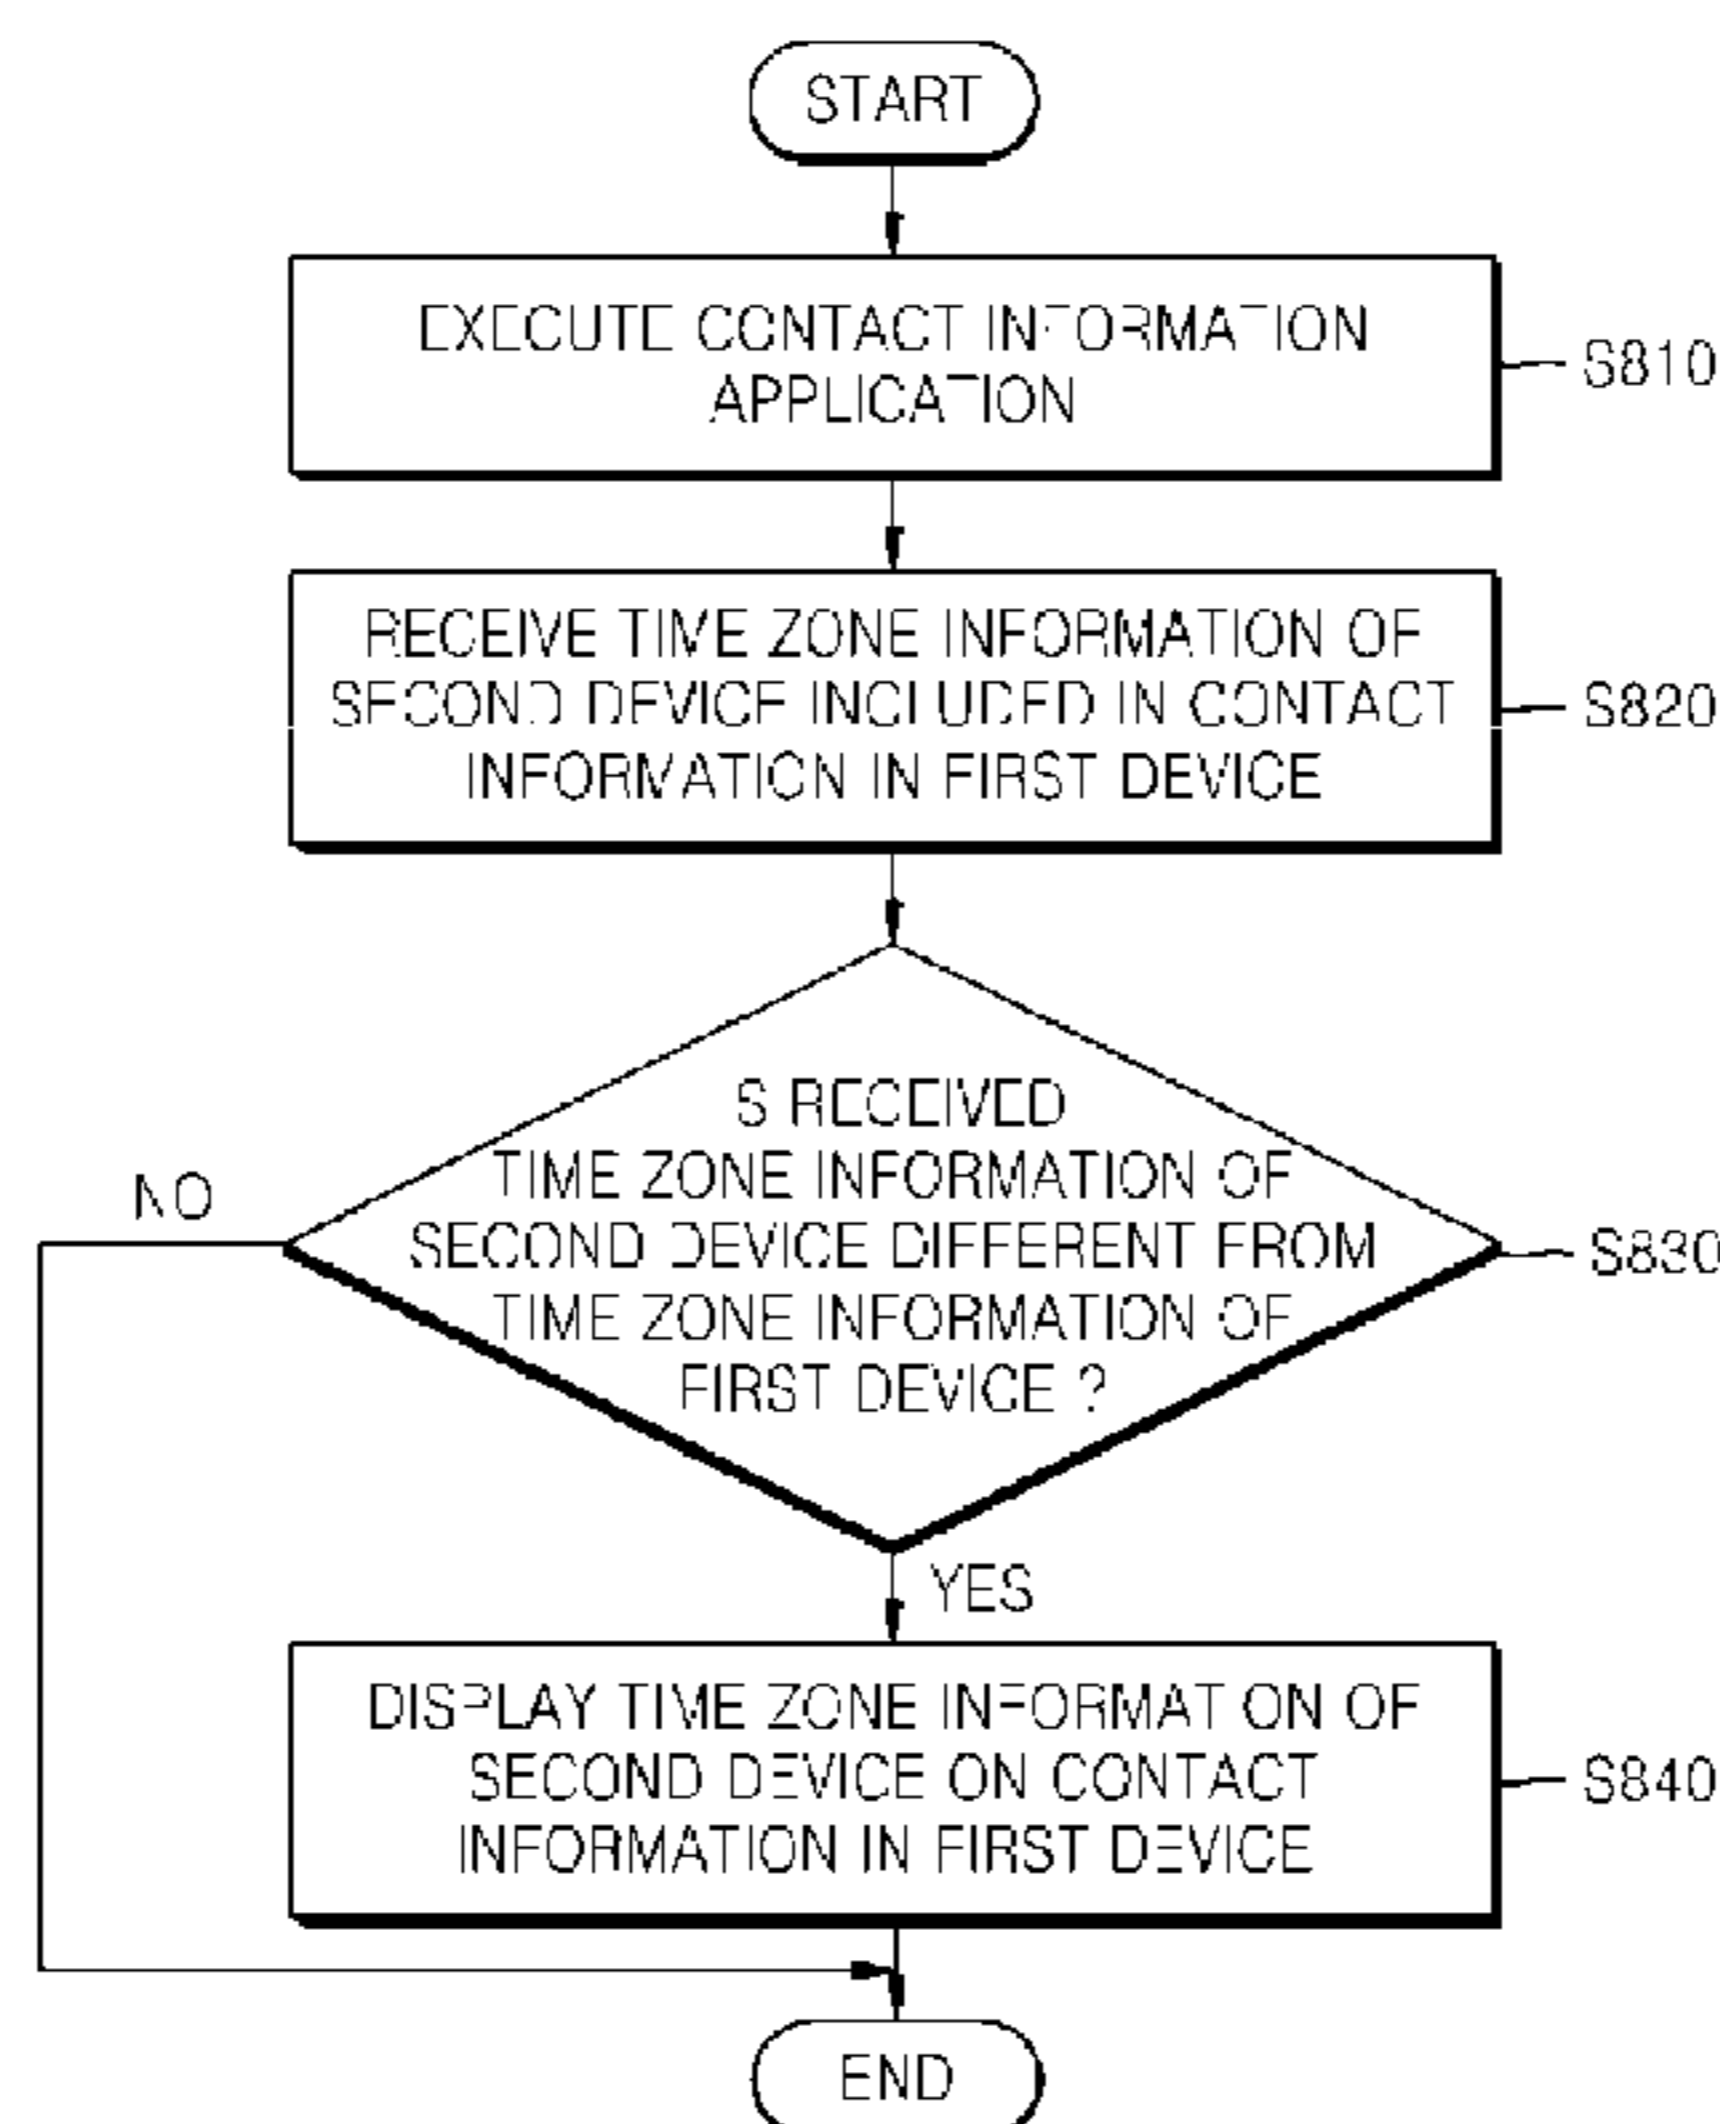 START
EXECUTE CONTACT INFORMATION
APPLICATION
S810
RECEIVE TIME ZONE INFORMATION OF
SECOND DEVICE INCLUDED IN CONTACT
INFORMATION IN FIRST DEVICE
S820
S RECEIVED
TIME ZONE INFORMATION OF
SECOND DEVICE DIFFERENT FROM
TIME ZONE INFORMATION OF
FIRST DEVICE ?
S830
NO
YES
DISPLAY TIME ZONE INFORMATION OF
SECOND DEVICE ON CONTACT
INFORMATION IN FIRST DEVICE
S840
END